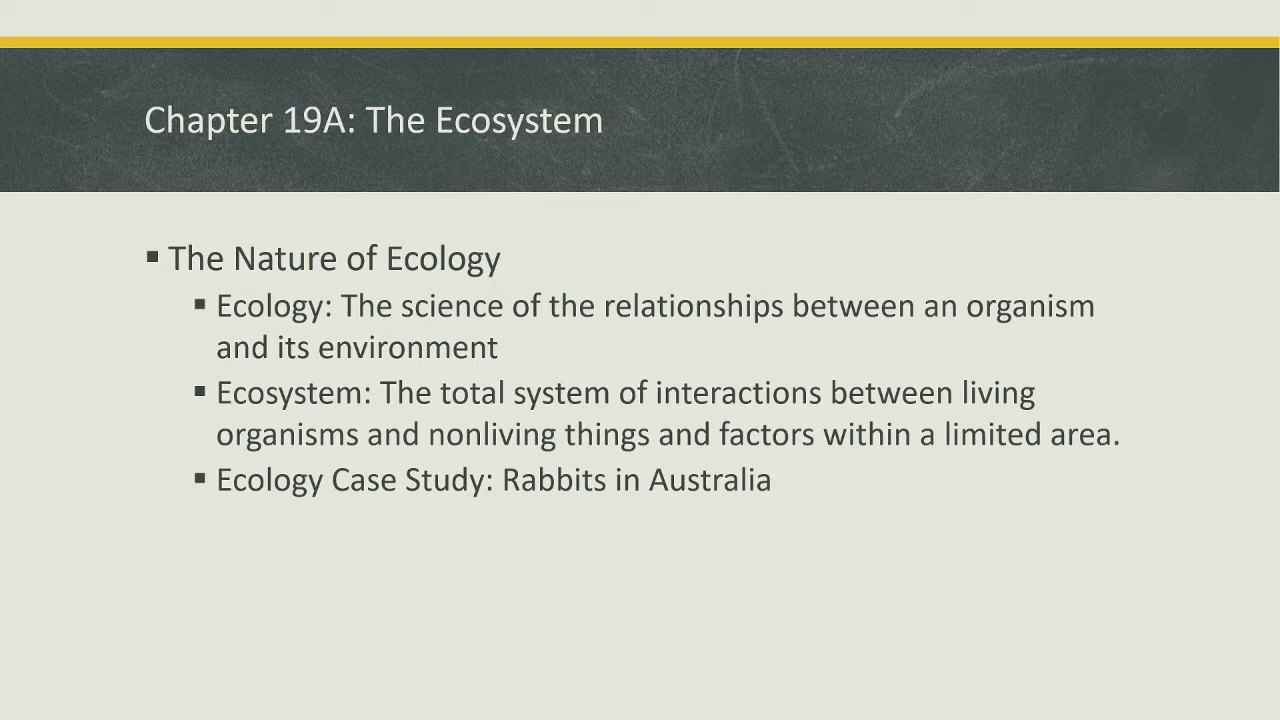 Chapter 19A: The Ecosystem
▪ The Nature of Ecology
▪ Ecology: The science of the relationships between an organism
and its environment
▪ Ecosystem: The total system of interactions between living
organisms and nonliving things and factors within a limited area.
▪ Ecology Case Study: Rabbits in Australia